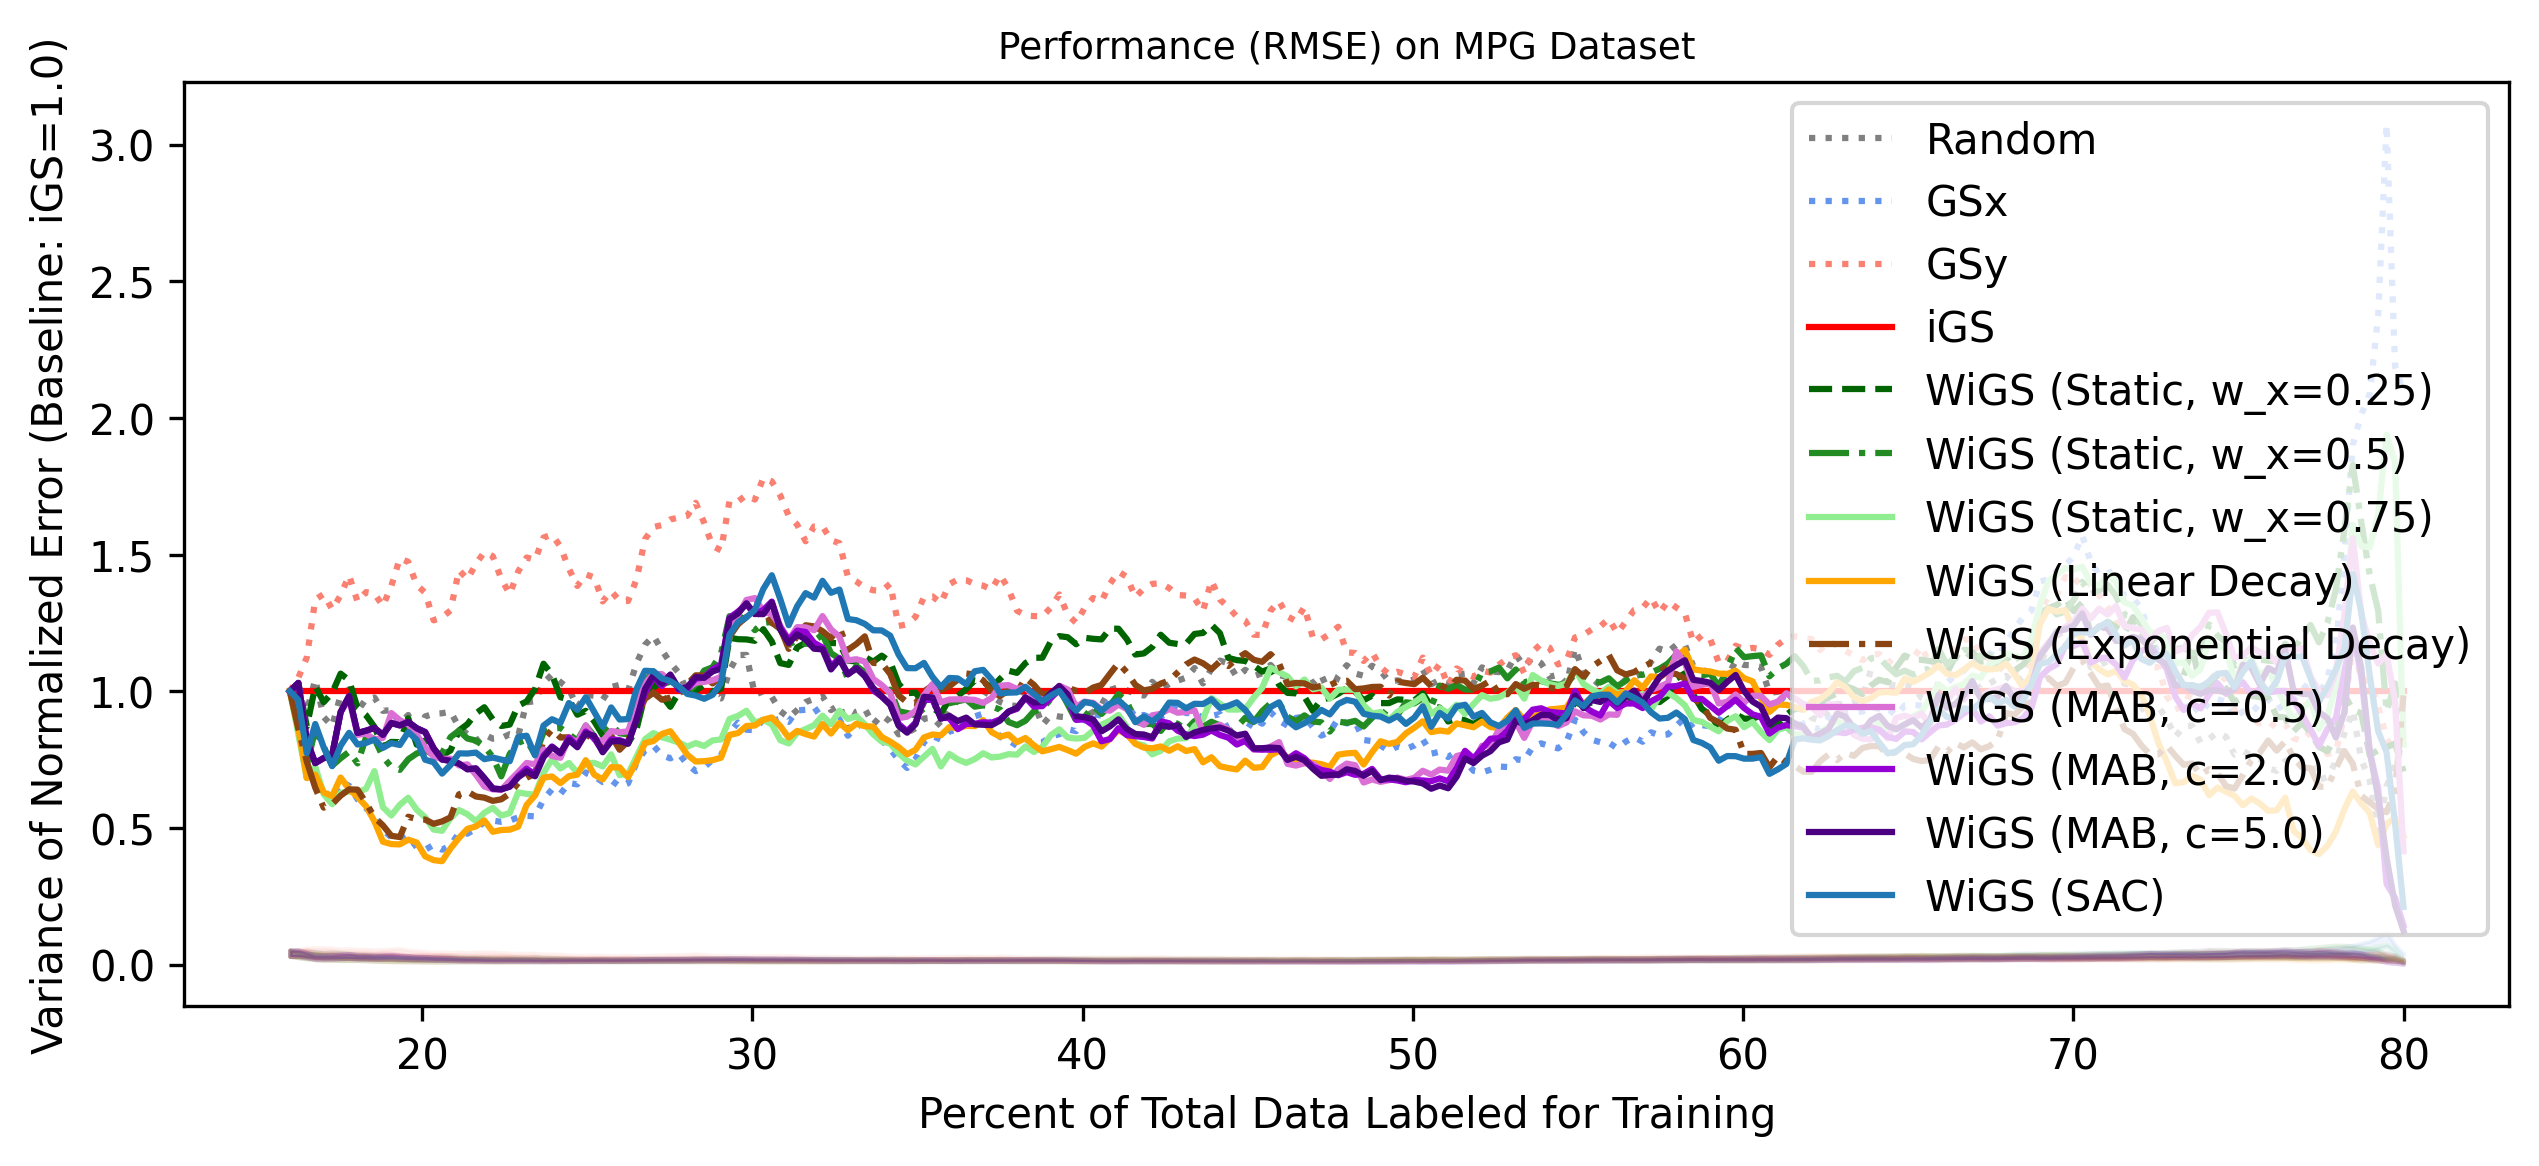 Performance (RMSE) on MPG Dataset
Variance of Normalized Error (Baseline: iGS=1.0)
3.0
2.5
2.0
1.5
1.0
0.5
0.0
Random
GSx
GSy
iGS
WiGS (Static, w_x=0.25)
WiGS (Static, w_x=0.5)
WiGS (Static, w_x=0.75)
WiGS (Linear Decay)
WiGS (Exponential Decay)
WiGS (MAB, c=0.5)
WiGS (MAB, c=2.0)
WiGS (MAB, c=5.0)
WiGS (SAC)
20 30 40 50 60 70 80
Percent of Total Data Labeled for Training